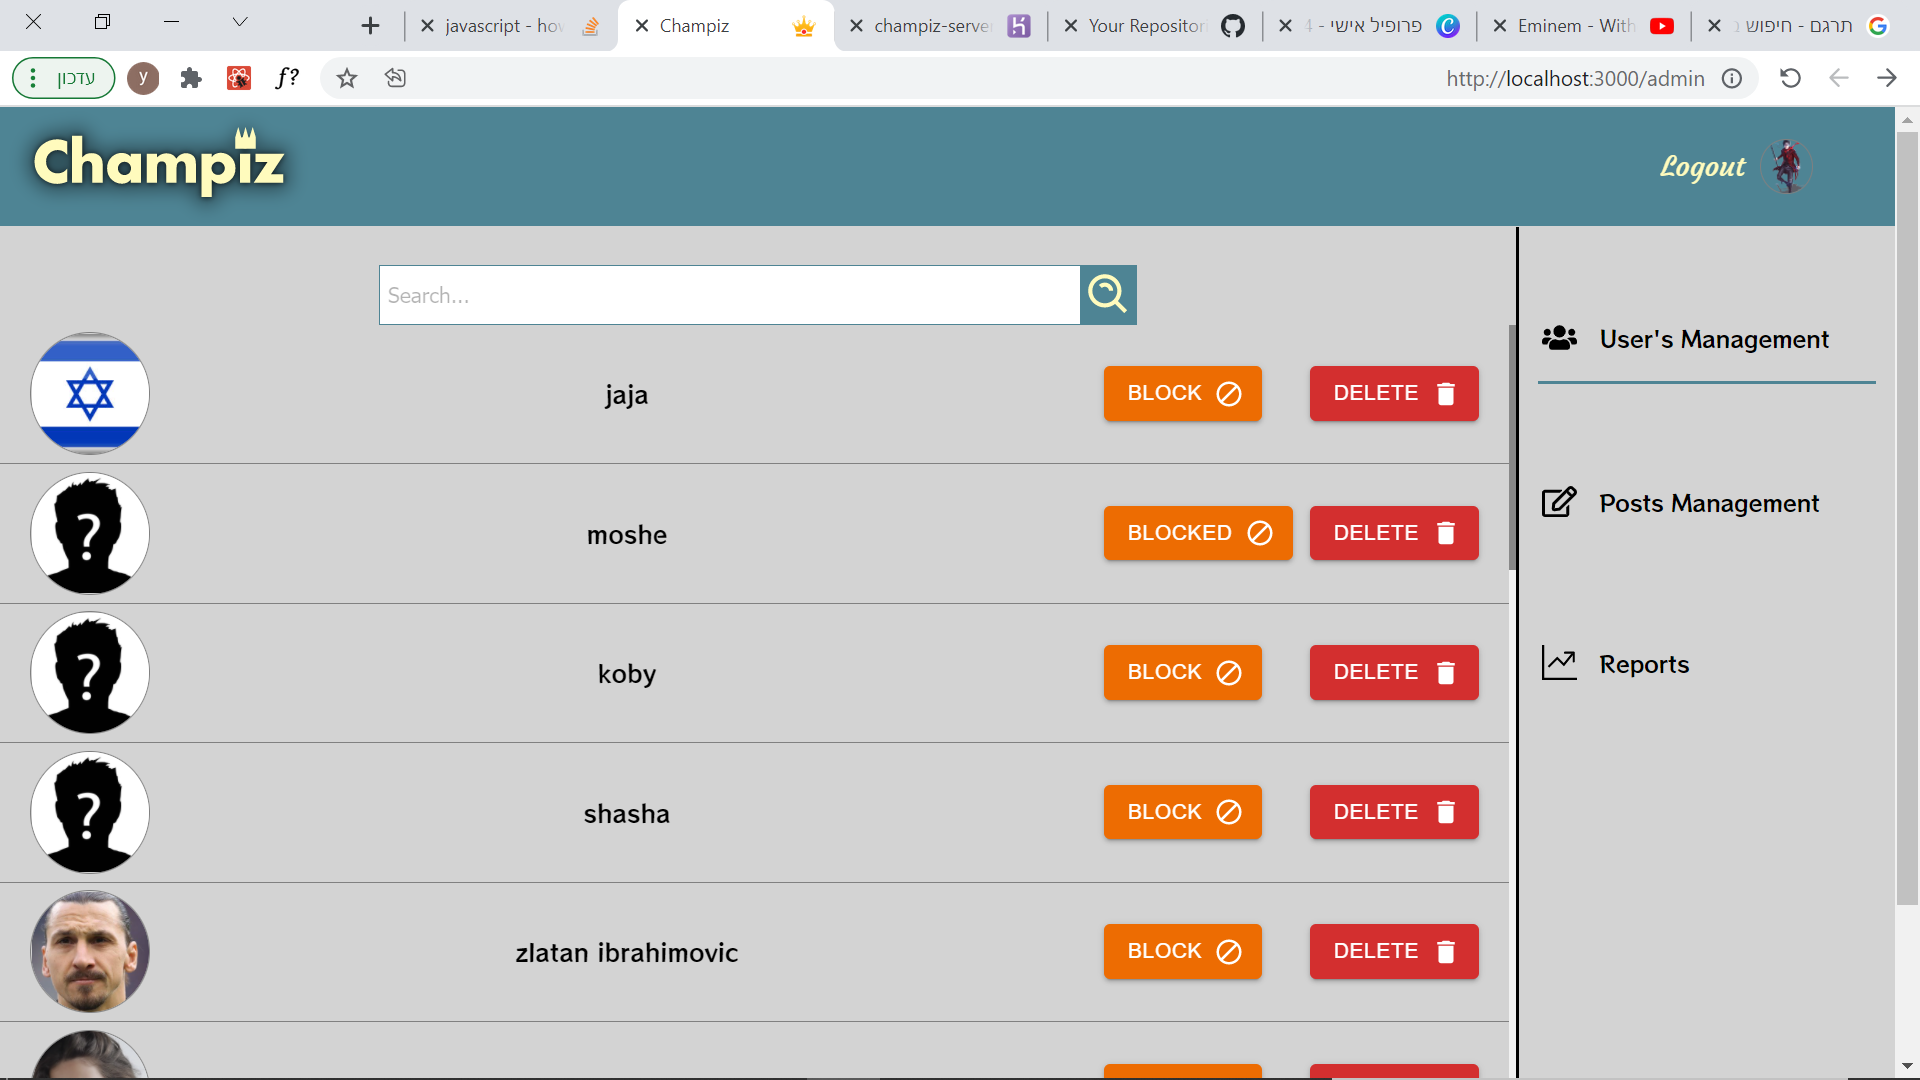 javascript - how
Champiz
champiz-server
Your Repositor
פרופיל אישי - 4
Eminem - With
תרגם - חיפוש ב
עדכון
y
f?
http://localhost:3000/admin
Champiz
Logout
Search...
User's Management
Posts Management
Reports
jaja
BLOCK
DELETE
moshe
BLOCKED
DELETE
koby
BLOCK
DELETE
shasha
BLOCK
DELETE
zlatan ibrahimovic
BLOCK
DELETE